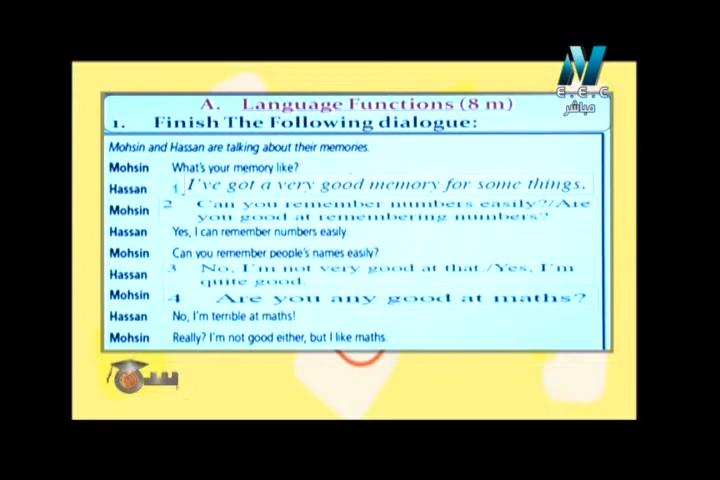 E.E.C
مباشر
A. Language Functions (8 m)
1. Finish The Following dialogue:
Mohsin and Hassan are talking about their memories.
Mohsin What's your memory like?
Hassan 1 I've got a very good memory for some things.
Mohsin 2 Can you remember numbers easily?/Are
you good at remembering numbers?
Hassan Yes, I can remember numbers easily.
Mohsin Can you remember people's names easily?
Hassan 3 No, I'm not very good at that./Yes, I'm
quite good.
Mohsin 4 Are you any good at maths?
Hassan No, I'm terrible at maths!
Mohsin Really? I'm not good either, but I like maths.